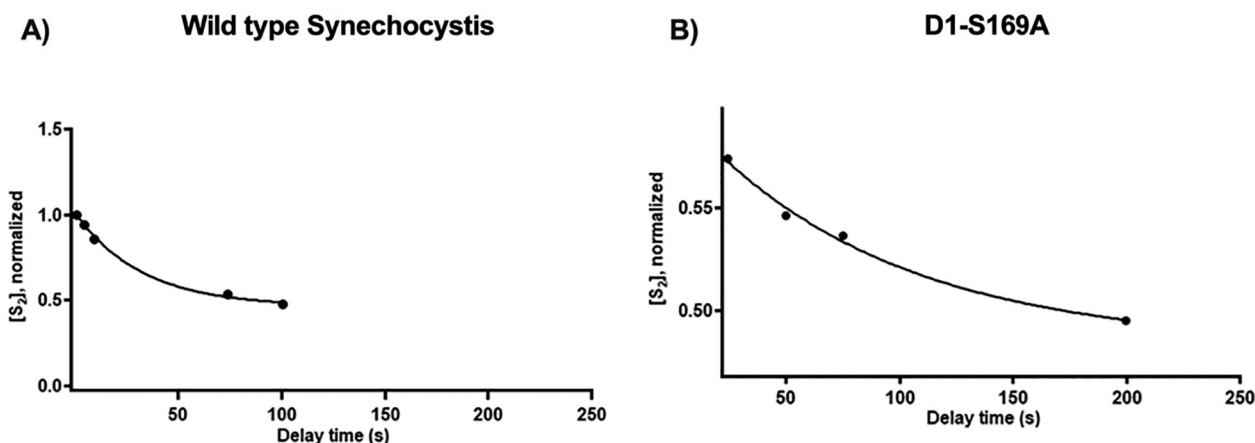 A) Wild type Synechocystis
B) D1-S169A
1.5
1.0
0.5
0.0
[S₂], normalized
50 100 150 200 250
Delay time (s)
0.55
0.50
[S₂], normalized
50 100 150 200 250
Delay time (s)